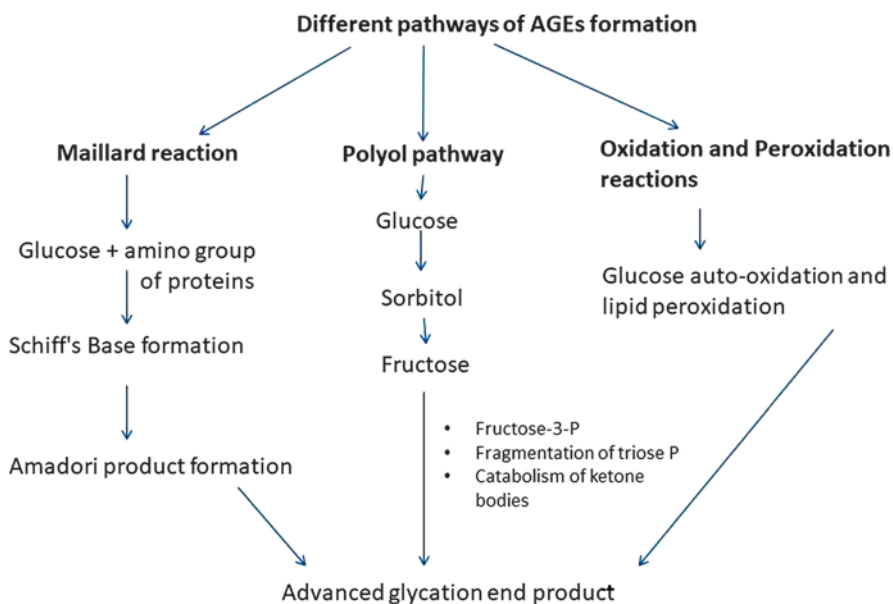 Different pathways of AGEs formation
Maillard reaction
Glucose + amino group
of proteins
Schiff's Base formation
Amadori product formation
Polyol pathway
Glucose
Sorbitol
Fructose
• Fructose-3-P
• Fragmentation of triose P
• Catabolism of ketone
bodies
Oxidation and Peroxidation
reactions
Glucose auto-oxidation and
lipid peroxidation
Advanced glycation end product